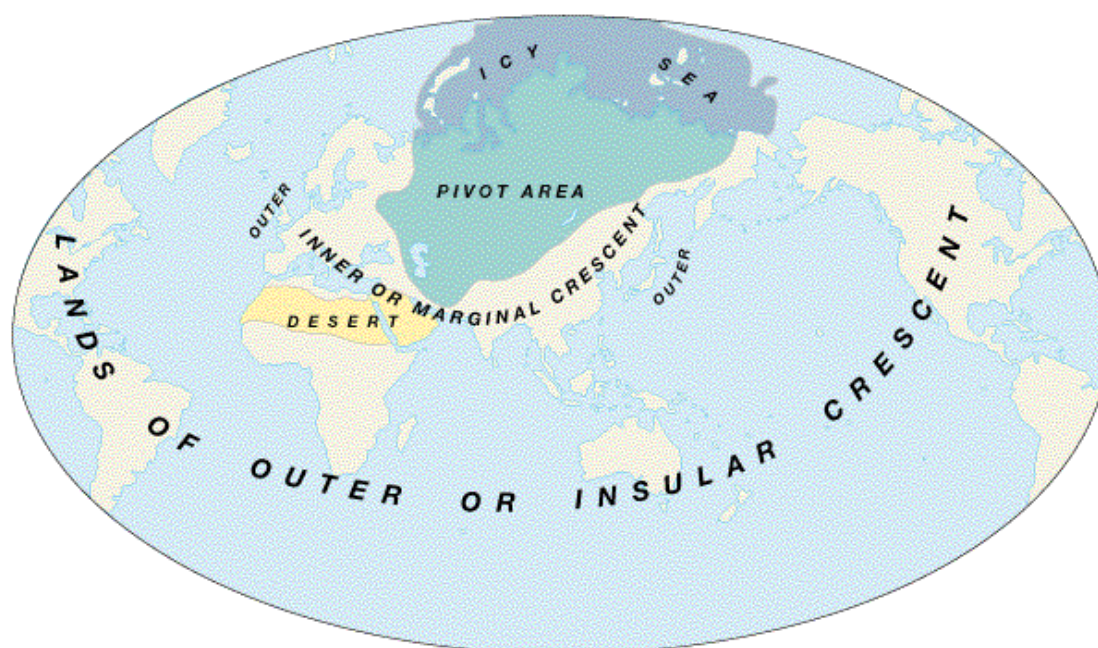 ICY SEA
PIVOT AREA
OUTER
INNER OR MARGINAL CRESCENT
OUTER
DESERT
LANDS OF OUTER OR INSULAR CRESCENT